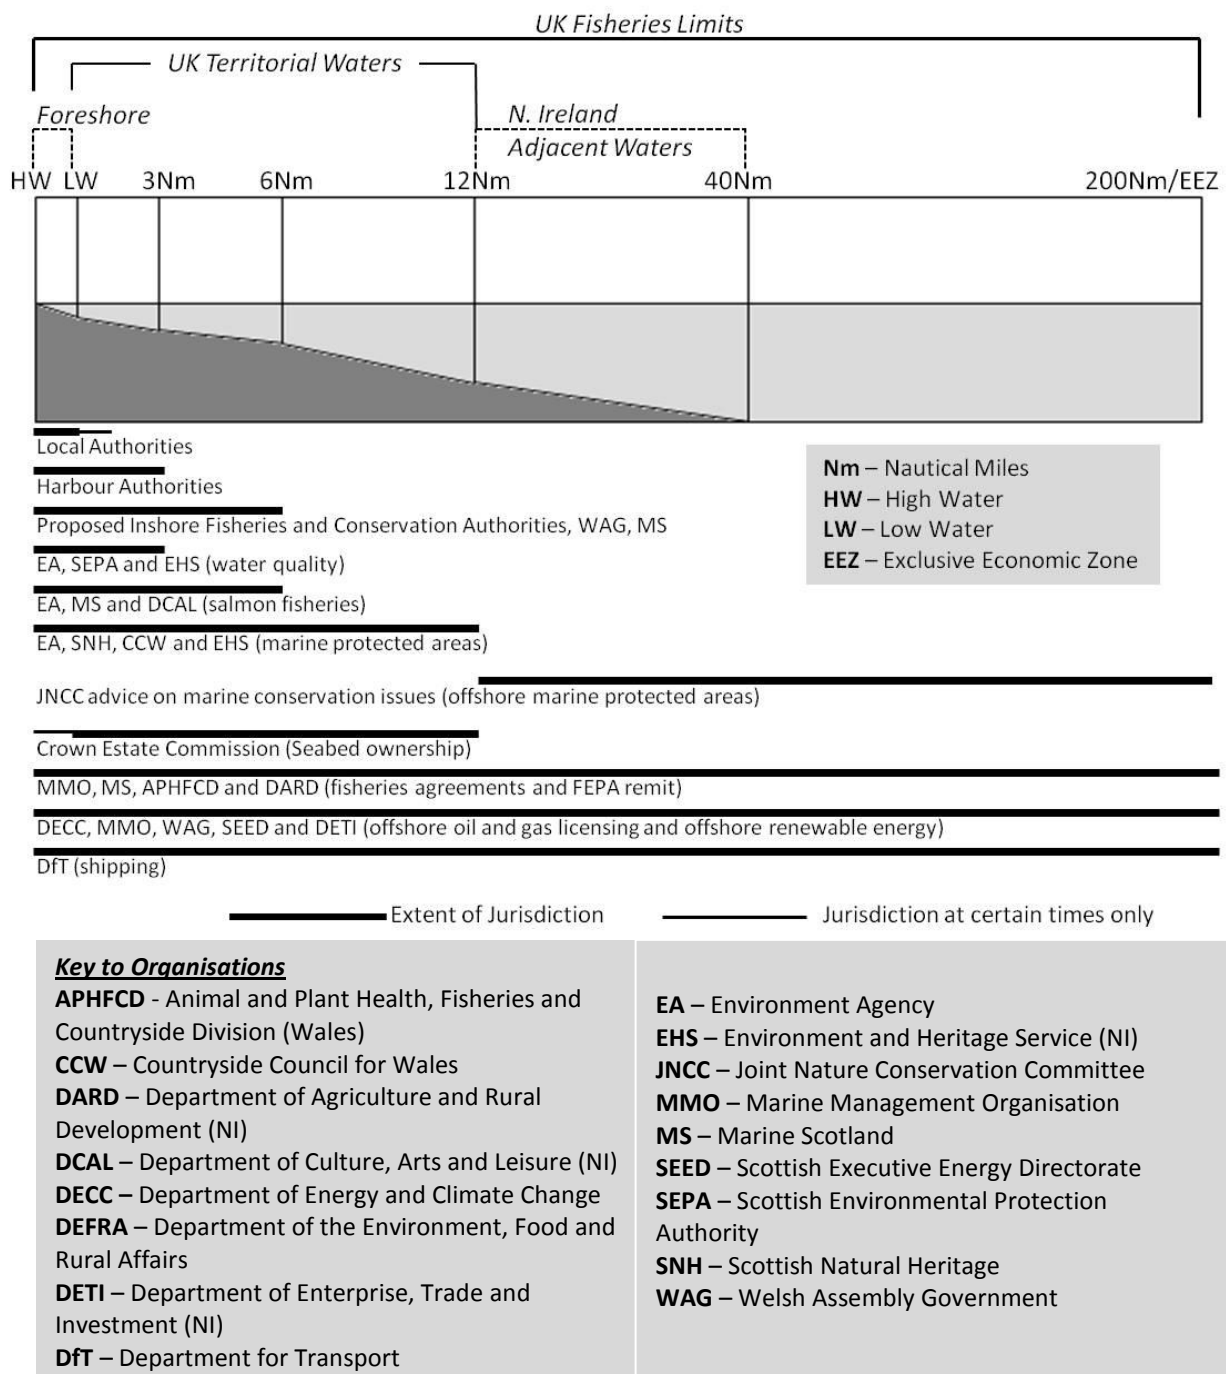 UK Fisheries Limits
UK Territorial Waters
Foreshore
N. Ireland
Adjacent Waters
HW LW 3Nm 6Nm 12Nm 40Nm 200Nm/EEZ
Local Authorities
Harbour Authorities
Proposed Inshore Fisheries and Conservation Authorities, WAG, MS
EA, SEPA and EHS (water quality)
EA, MS and DCAL (salmon fisheries)
EA, SNH, CCW and EHS (marine protected areas)
JNCC advice on marine conservation issues (offshore marine protected areas)
Crown Estate Commission (Seabed ownership)
MMO, MS, APHFCD and DARD (fisheries agreements and FEPA remit)
DECC, MMO, WAG, SEED and DETI (offshore oil and gas licensing and offshore renewable energy)
DfT (shipping)
Nm – Nautical Miles
HW – High Water
LW – Low Water
EEZ – Exclusive Economic Zone
Extent of Jurisdiction
Jurisdiction at certain times only
Key to Organisations
APHFCD - Animal and Plant Health, Fisheries and
Countryside Division (Wales)
CCW – Countryside Council for Wales
DARD – Department of Agriculture and Rural
Development (NI)
DCAL – Department of Culture, Arts and Leisure (NI)
DECC – Department of Energy and Climate Change
DEFRA – Department of the Environment, Food and
Rural Affairs
DETI – Department of Enterprise, Trade and
Investment (NI)
DfT – Department for Transport
EA – Environment Agency
EHS – Environment and Heritage Service (NI)
JNCC – Joint Nature Conservation Committee
MMO – Marine Management Organisation
MS – Marine Scotland
SEED – Scottish Executive Energy Directorate
SEPA – Scottish Environmental Protection
Authority
SNH – Scottish Natural Heritage
WAG – Welsh Assembly Government